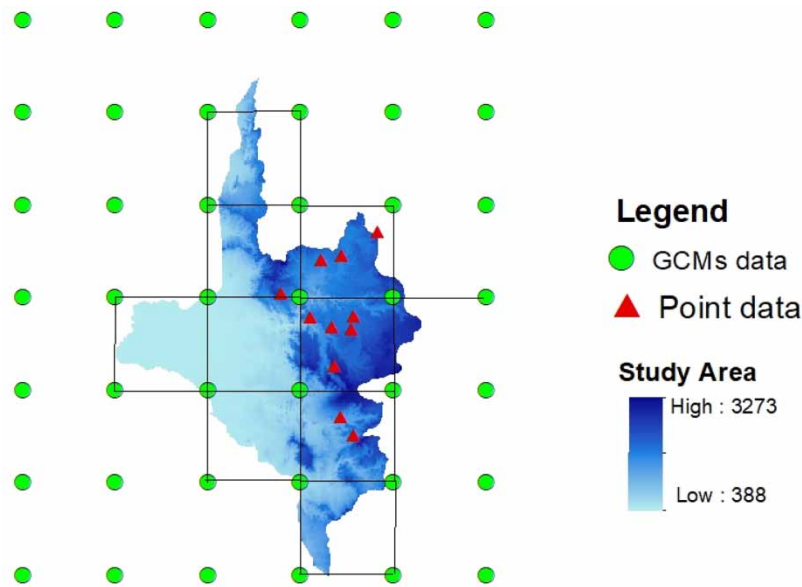 Legend
GCMs data
Point data
Study Area
High : 3273
Low : 388